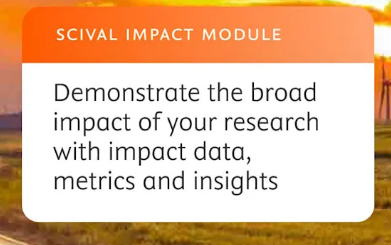 SCIVAL IMPACT MODULE
Demonstrate the broad
impact of your research
with impact data,
metrics and insights